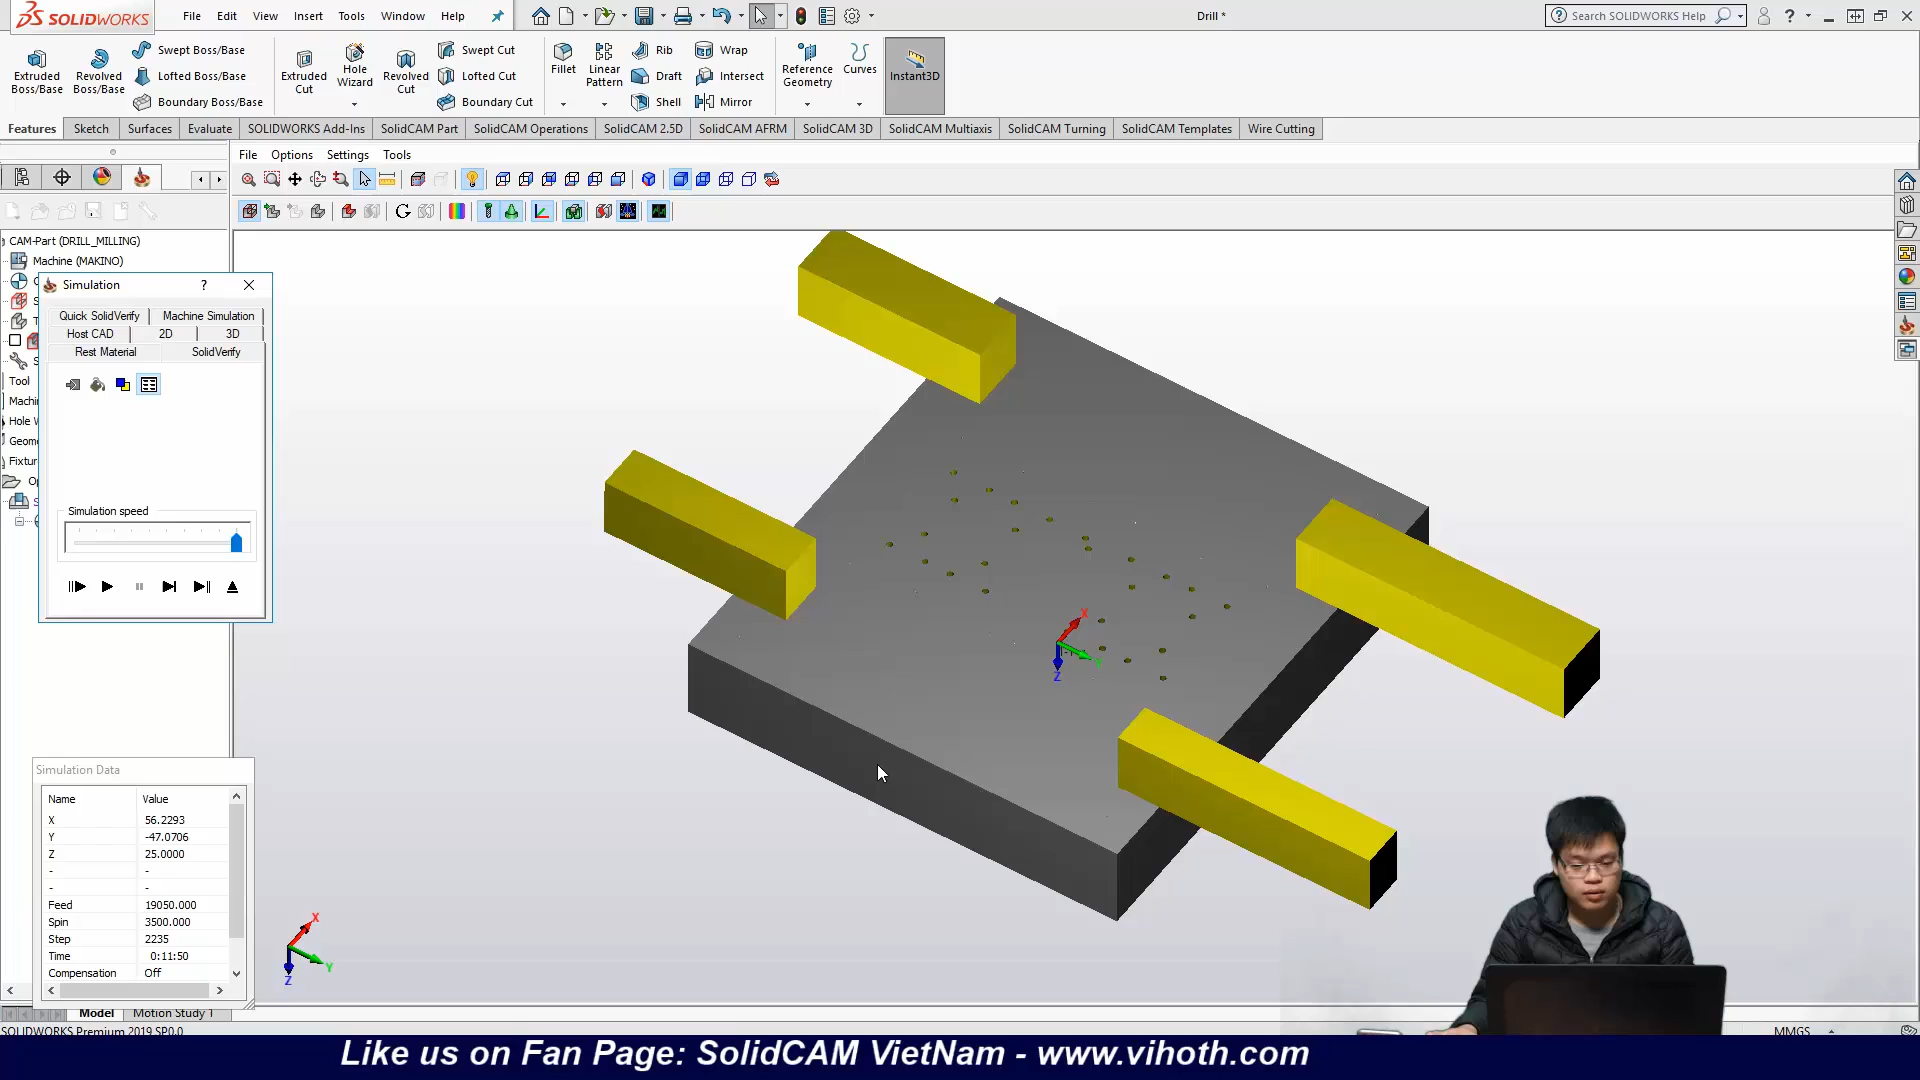 SOLIDWORKS
File Edit View Insert Tools Window Help
Drill *
Search SOLIDWORKS Help
Extruded Boss/Base
Revolved Boss/Base
Swept Boss/Base
Lofted Boss/Base
Boundary Boss/Base
Extruded Cut
Hole Wizard
Revolved Cut
Swept Cut
Lofted Cut
Boundary Cut
Fillet
Linear Pattern
Rib
Draft
Shell
Wrap
Intersect
Mirror
Reference Geometry
Curves
Instant3D
Features Sketch Surfaces Evaluate SOLIDWORKS Add-Ins SolidCAM Part SolidCAM Operations SolidCAM 2.5D SolidCAM AFRM SolidCAM 3D SolidCAM Multiaxis SolidCAM Turning SolidCAM Templates Wire Cutting
File Options Settings Tools
CAM-Part (DRILL_MILLING)
Machine (MAKINO)
Tool
Machin
Hole W
Geome
Fixtur
Op
Simulation ?
Quick SolidVerify Machine Simulation
Host CAD 2D 3D
Rest Material SolidVerify
Simulation speed
Simulation Data
Name Value
X 56.2293
Y -47.0706
Z 25.0000
- -
- -
Feed 19050.000
Spin 3500.000
Step 2235
Time 0:11:50
Compensation Off
X
Y
Z
X
Z
Model Motion Study 1
SOLIDWORKS Premium 2019 SP0.0
MMGS
Like us on Fan Page: SolidCAM VietNam - www.vihoth.com